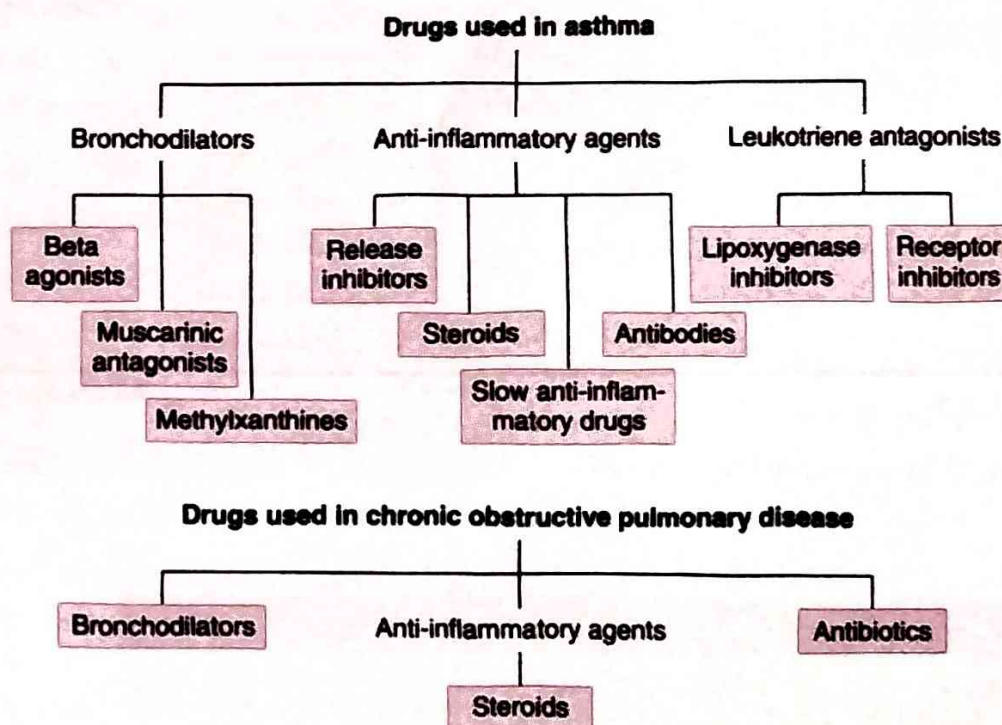 Drugs used in asthma
Bronchodilators
Anti-inflammatory agents
Leukotriene antagonists
Beta
agonists
Muscarinic
antagonists
Methylxanthines
Release
inhibitors
Steroids
Slow anti-inflam-
matory drugs
Antibodies
Lipoxygenase
inhibitors
Receptor
inhibitors
Drugs used in chronic obstructive pulmonary disease
Bronchodilators
Anti-inflammatory agents
Antibiotics
Steroids